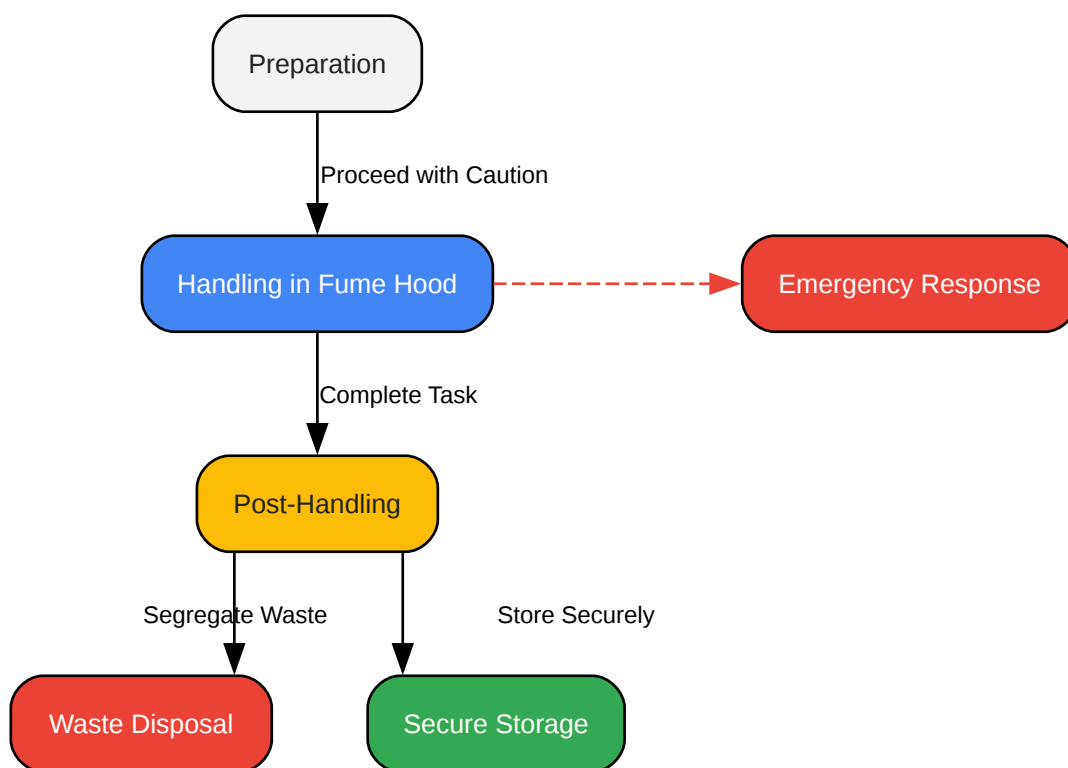 Preparation
Proceed with Caution
Handling in Fume Hood
Emergency Response
Complete Task
Post-Handling
Segregate Waste
Store Securely
Waste Disposal
Secure Storage